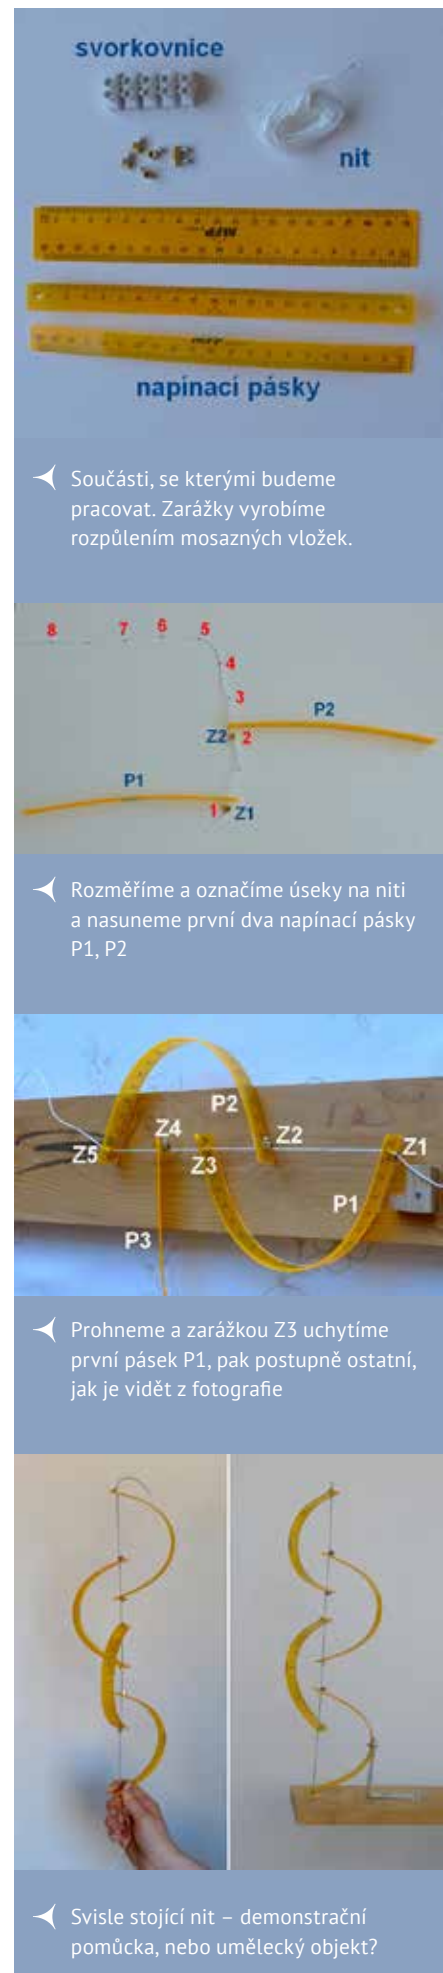 svorkovnice
nit
napínací pásky
Součásti, se kterými budeme
pracovat. Zarážky vyrobíme
rozpůlením mosazných vložek.
8 7 6 5
4
3
P2
Z2 2
P1
1 Z1
Rozměříme a označíme úseky na niti
a nasuneme první dva napínací pásky
P1, P2
P2
Z4 Z2 Z1
Z5 Z3
P1
P3
Prohneme a zarážkou Z3 uchytíme
první pásek P1, pak postupně ostatní,
jak je vidět z fotografie
Svisle stojící nit – demonstrační
pomůcka, nebo umělecký objekt?